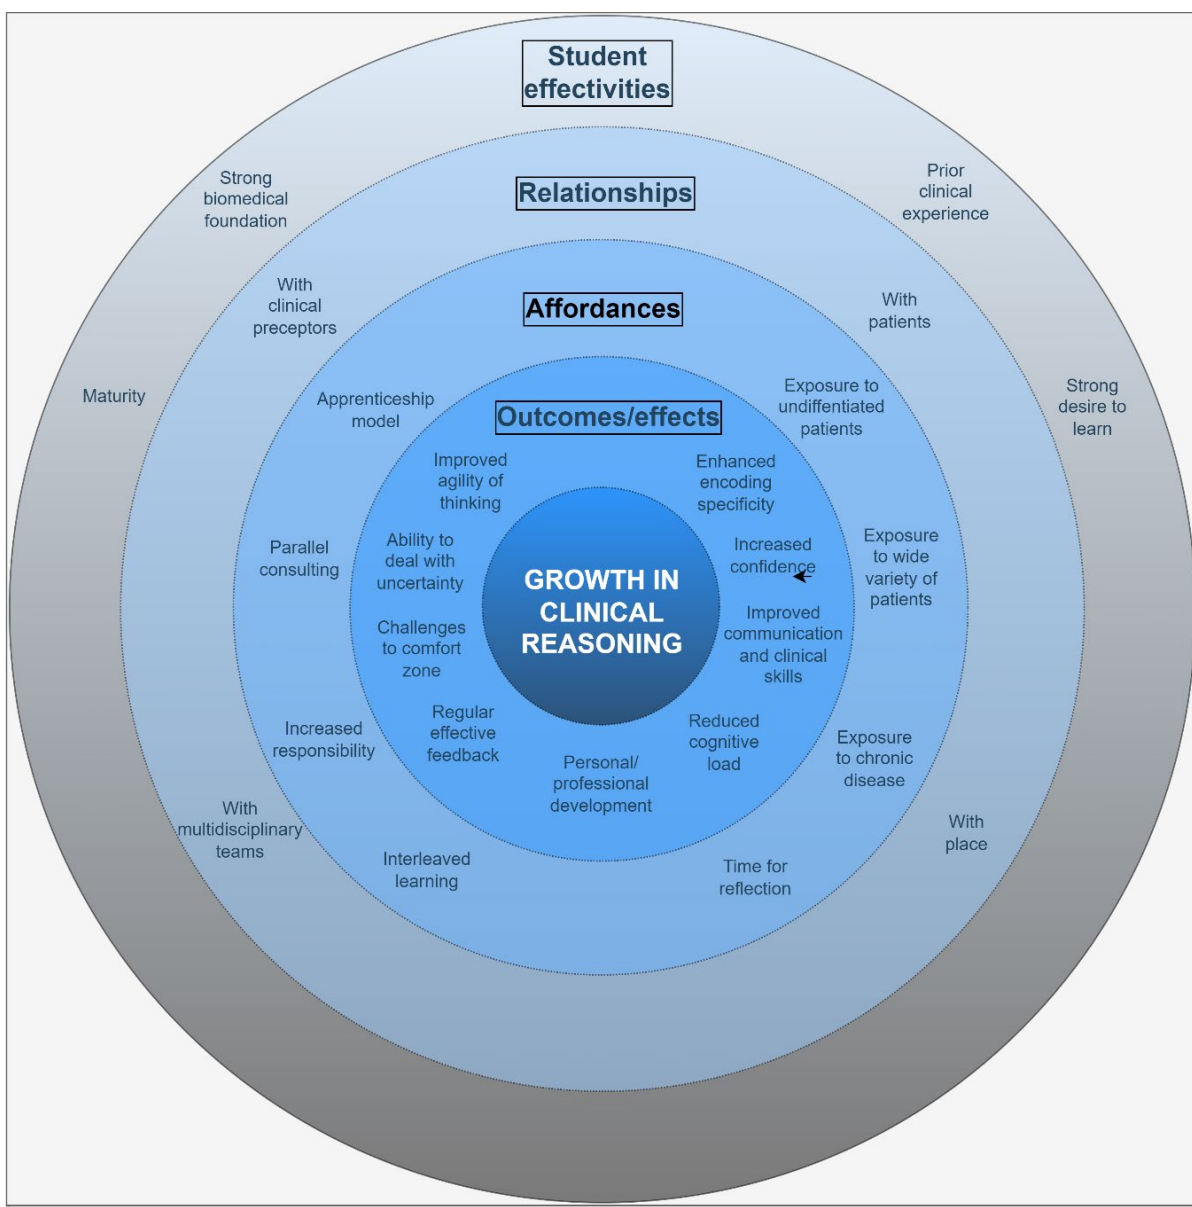 Student
effectivities
Strong
biomedical
foundation
Prior
clinical
experience
Maturity
Strong
desire to
learn
Relationships
With
clinical
preceptors
With
patients
With
multidisciplinary
teams
With
place
Affordances
Apprenticeship
model
Exposure to
undiffentiated
patients
Parallel
consulting
Exposure
to wide
variety of
patients
Increased
responsibility
Exposure
to chronic
disease
Interleaved
learning
Time for
reflection
Outcomes/effects
Improved
agility of
thinking
Enhanced
encoding
specificity
Ability to
deal with
uncertainty
Increased
confidence
Challenges
to comfort
zone
Improved
communication
and clinical
skills
Regular
effective
feedback
Reduced
cognitive
load
Personal/
professional
development
GROWTH IN
CLINICAL
REASONING